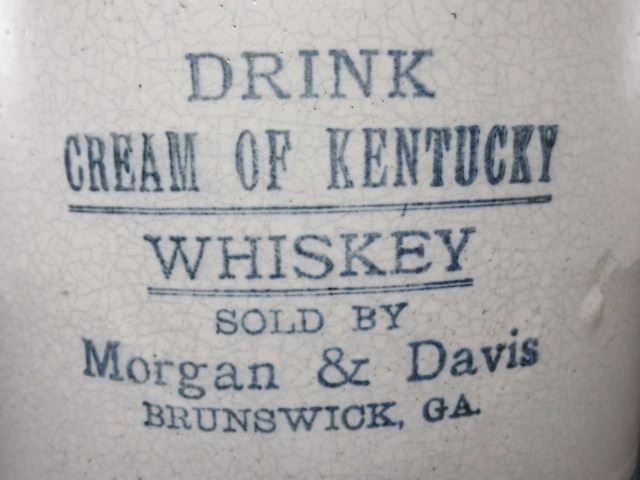 DRINK
CREAM OF KENTUCKY
WHISKEY
SOLD BY
Morgan & Davis
BRUNSWICK, GA.